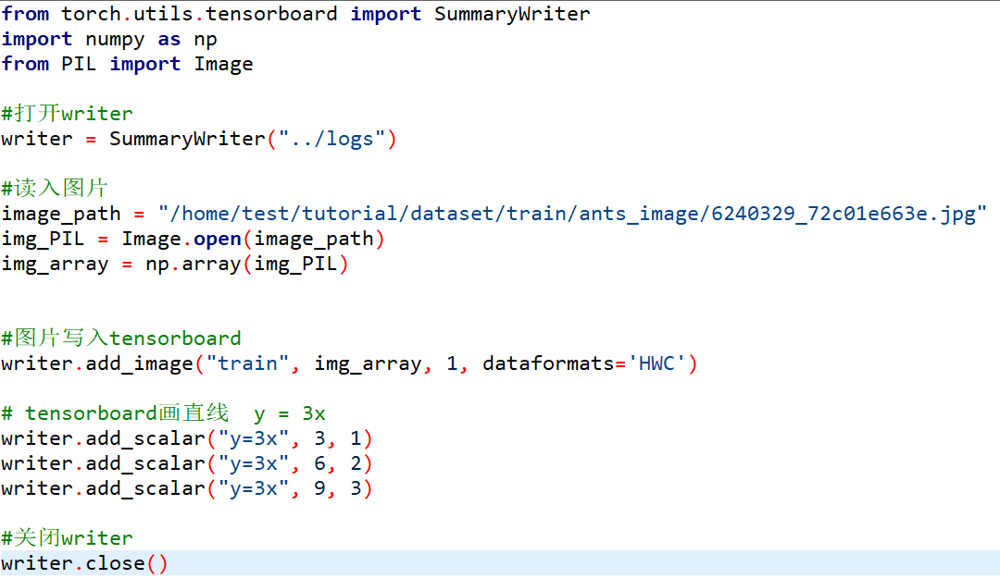 from torch.utils.tensorboard import SummaryWriter
import numpy as np
from PIL import Image
#打开writer
writer = SummaryWriter("../logs")
#读入图片
image_path = "/home/test/tutorial/dataset/train/ants_image/6240329_72c01e663e.jpg"
img_PIL = Image.open(image_path)
img_array = np.array(img_PIL)
#图片写入tensorboard
writer.add_image("train", img_array, 1, dataformats='HWC')
# tensorboard画直线  y = 3x
writer.add_scalar("y=3x", 3, 1)
writer.add_scalar("y=3x", 6, 2)
writer.add_scalar("y=3x", 9, 3)
#关闭writer
writer.close()